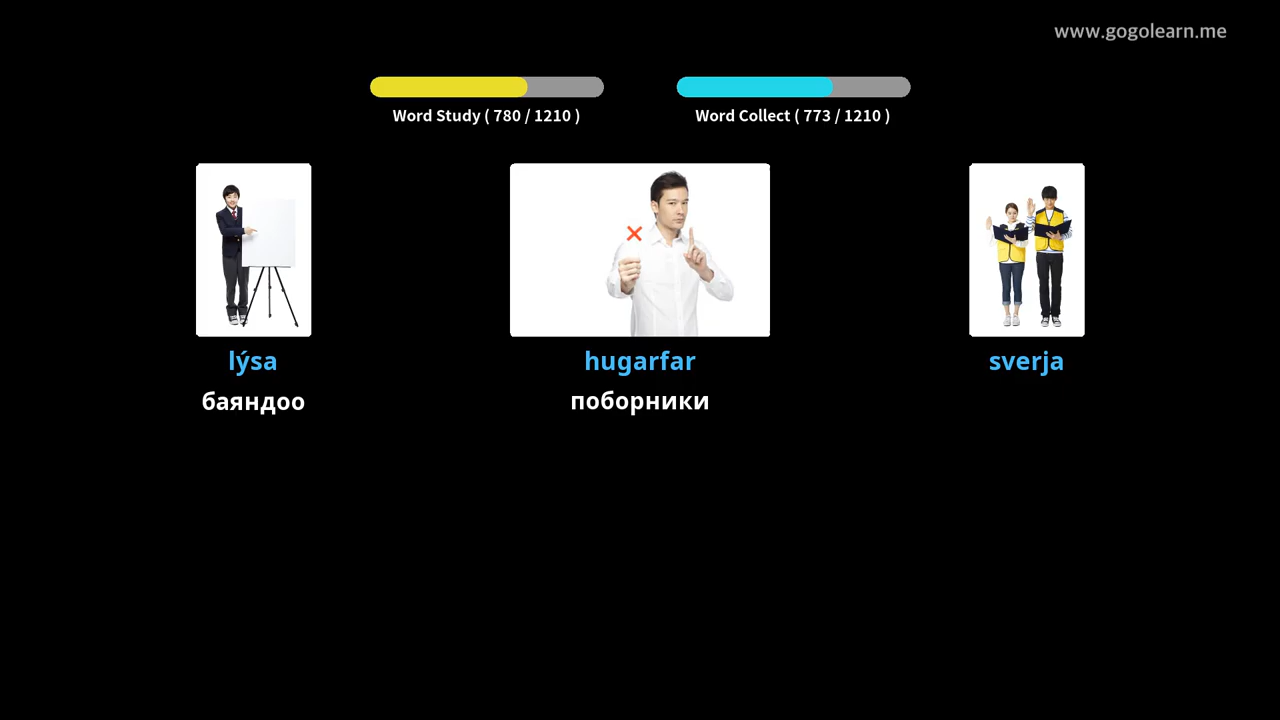 www.gogolearn.me
Word Study ( 780 / 1210 )
Word Collect ( 773 / 1210 )
lýsa
hugarfar
sverja
баяндоо
поборники